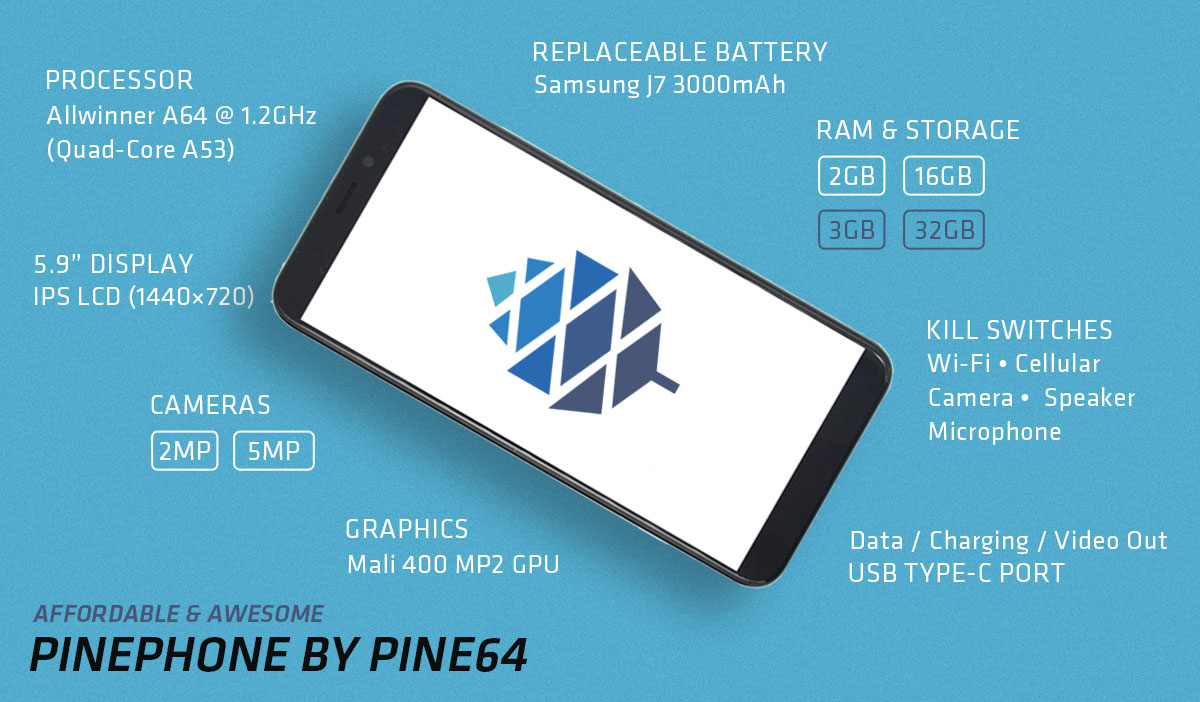 REPLACEABLE BATTERY
Samsung J7 3000mAh
PROCESSOR
Allwinner A64 @ 1.2GHz
(Quad-Core A53)
RAM & STORAGE
2GB 16GB
3GB 32GB
5.9” DISPLAY
IPS LCD (1440×720)
KILL SWITCHES
Wi-Fi • Cellular
Camera • Speaker
Microphone
CAMERAS
2MP 5MP
GRAPHICS
Mali 400 MP2 GPU
Data / Charging / Video Out
USB TYPE-C PORT
AFFORDABLE & AWESOME
PINEPHONE BY PINE64